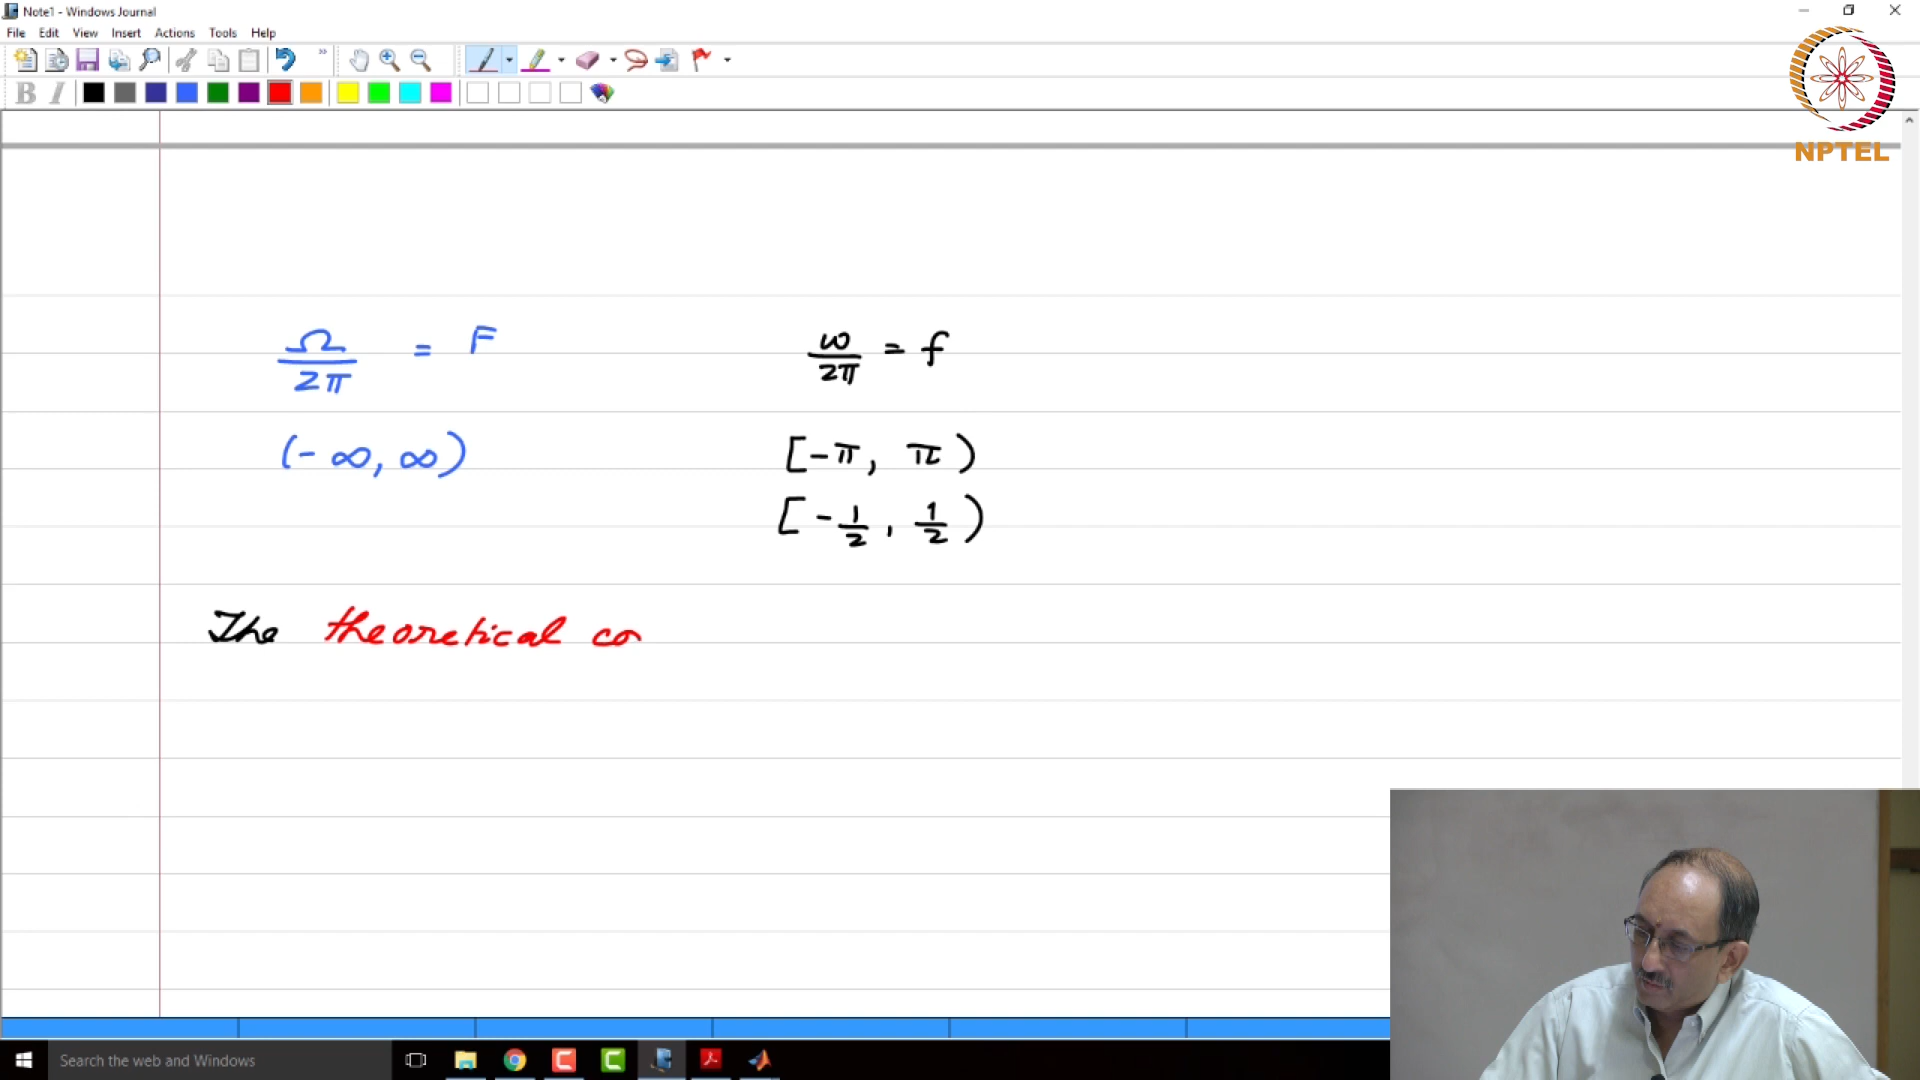 Note1 - Windows Journal
File Edit View Insert Actions Tools Help
B I
NPTEL
Ω/2π = F
ω/2π = f
(-∞, ∞)
[-π, π)
[-1/2, 1/2)
The theoretical co
Search the web and Windows